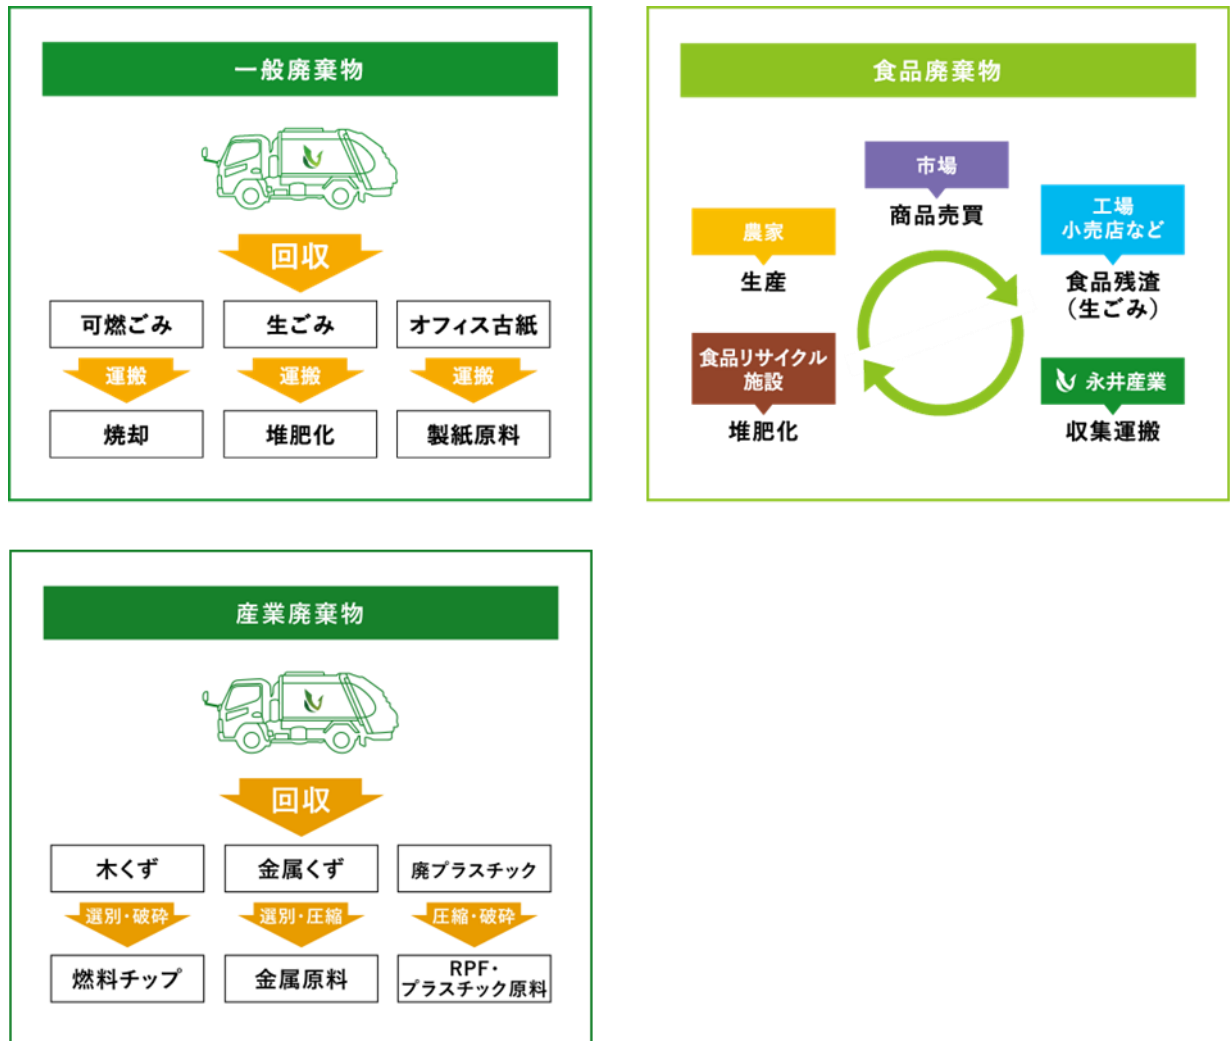 一般廃棄物
回収
可燃ごみ
生ごみ
オフィス古紙
運搬
運搬
運搬
焼却
堆肥化
製紙原料
食品廃棄物
市場
商品売買
工場
小売店など
食品残渣
（生ごみ）
永井産業
収集運搬
食品リサイクル
施設
堆肥化
農家
生産
産業廃棄物
回収
木くず
金属くず
廃プラスチック
選別・破砕
選別・圧縮
圧縮・破砕
燃料チップ
金属原料
RPF・
プラスチック原料